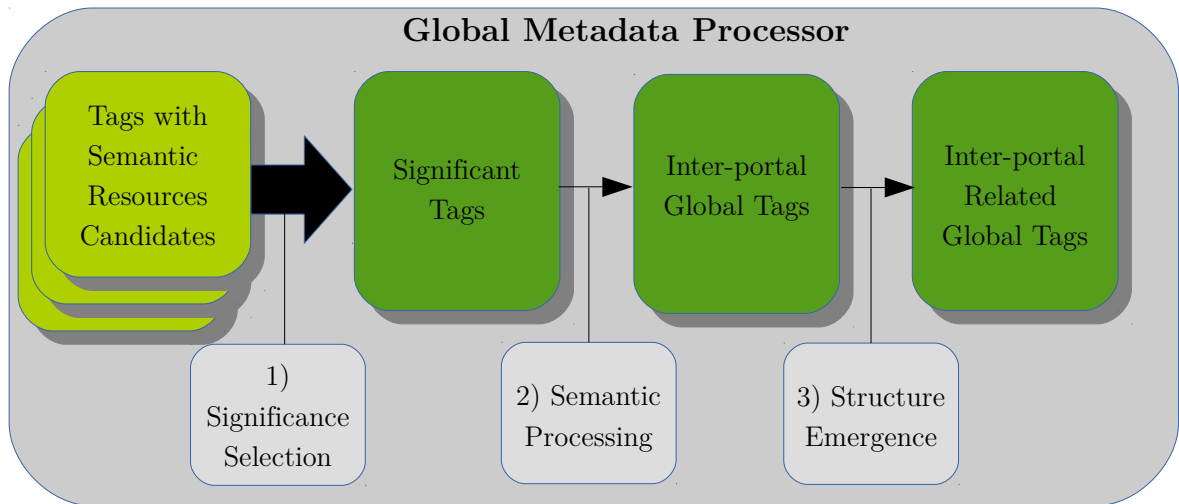 Global Metadata Processor
Tags with
Semantic
Resources
Candidates
Significant
Tags
Inter-portal
Global Tags
Inter-portal
Related
Global Tags
1)
Significance
Selection
2) Semantic
Processing
3) Structure
Emergence